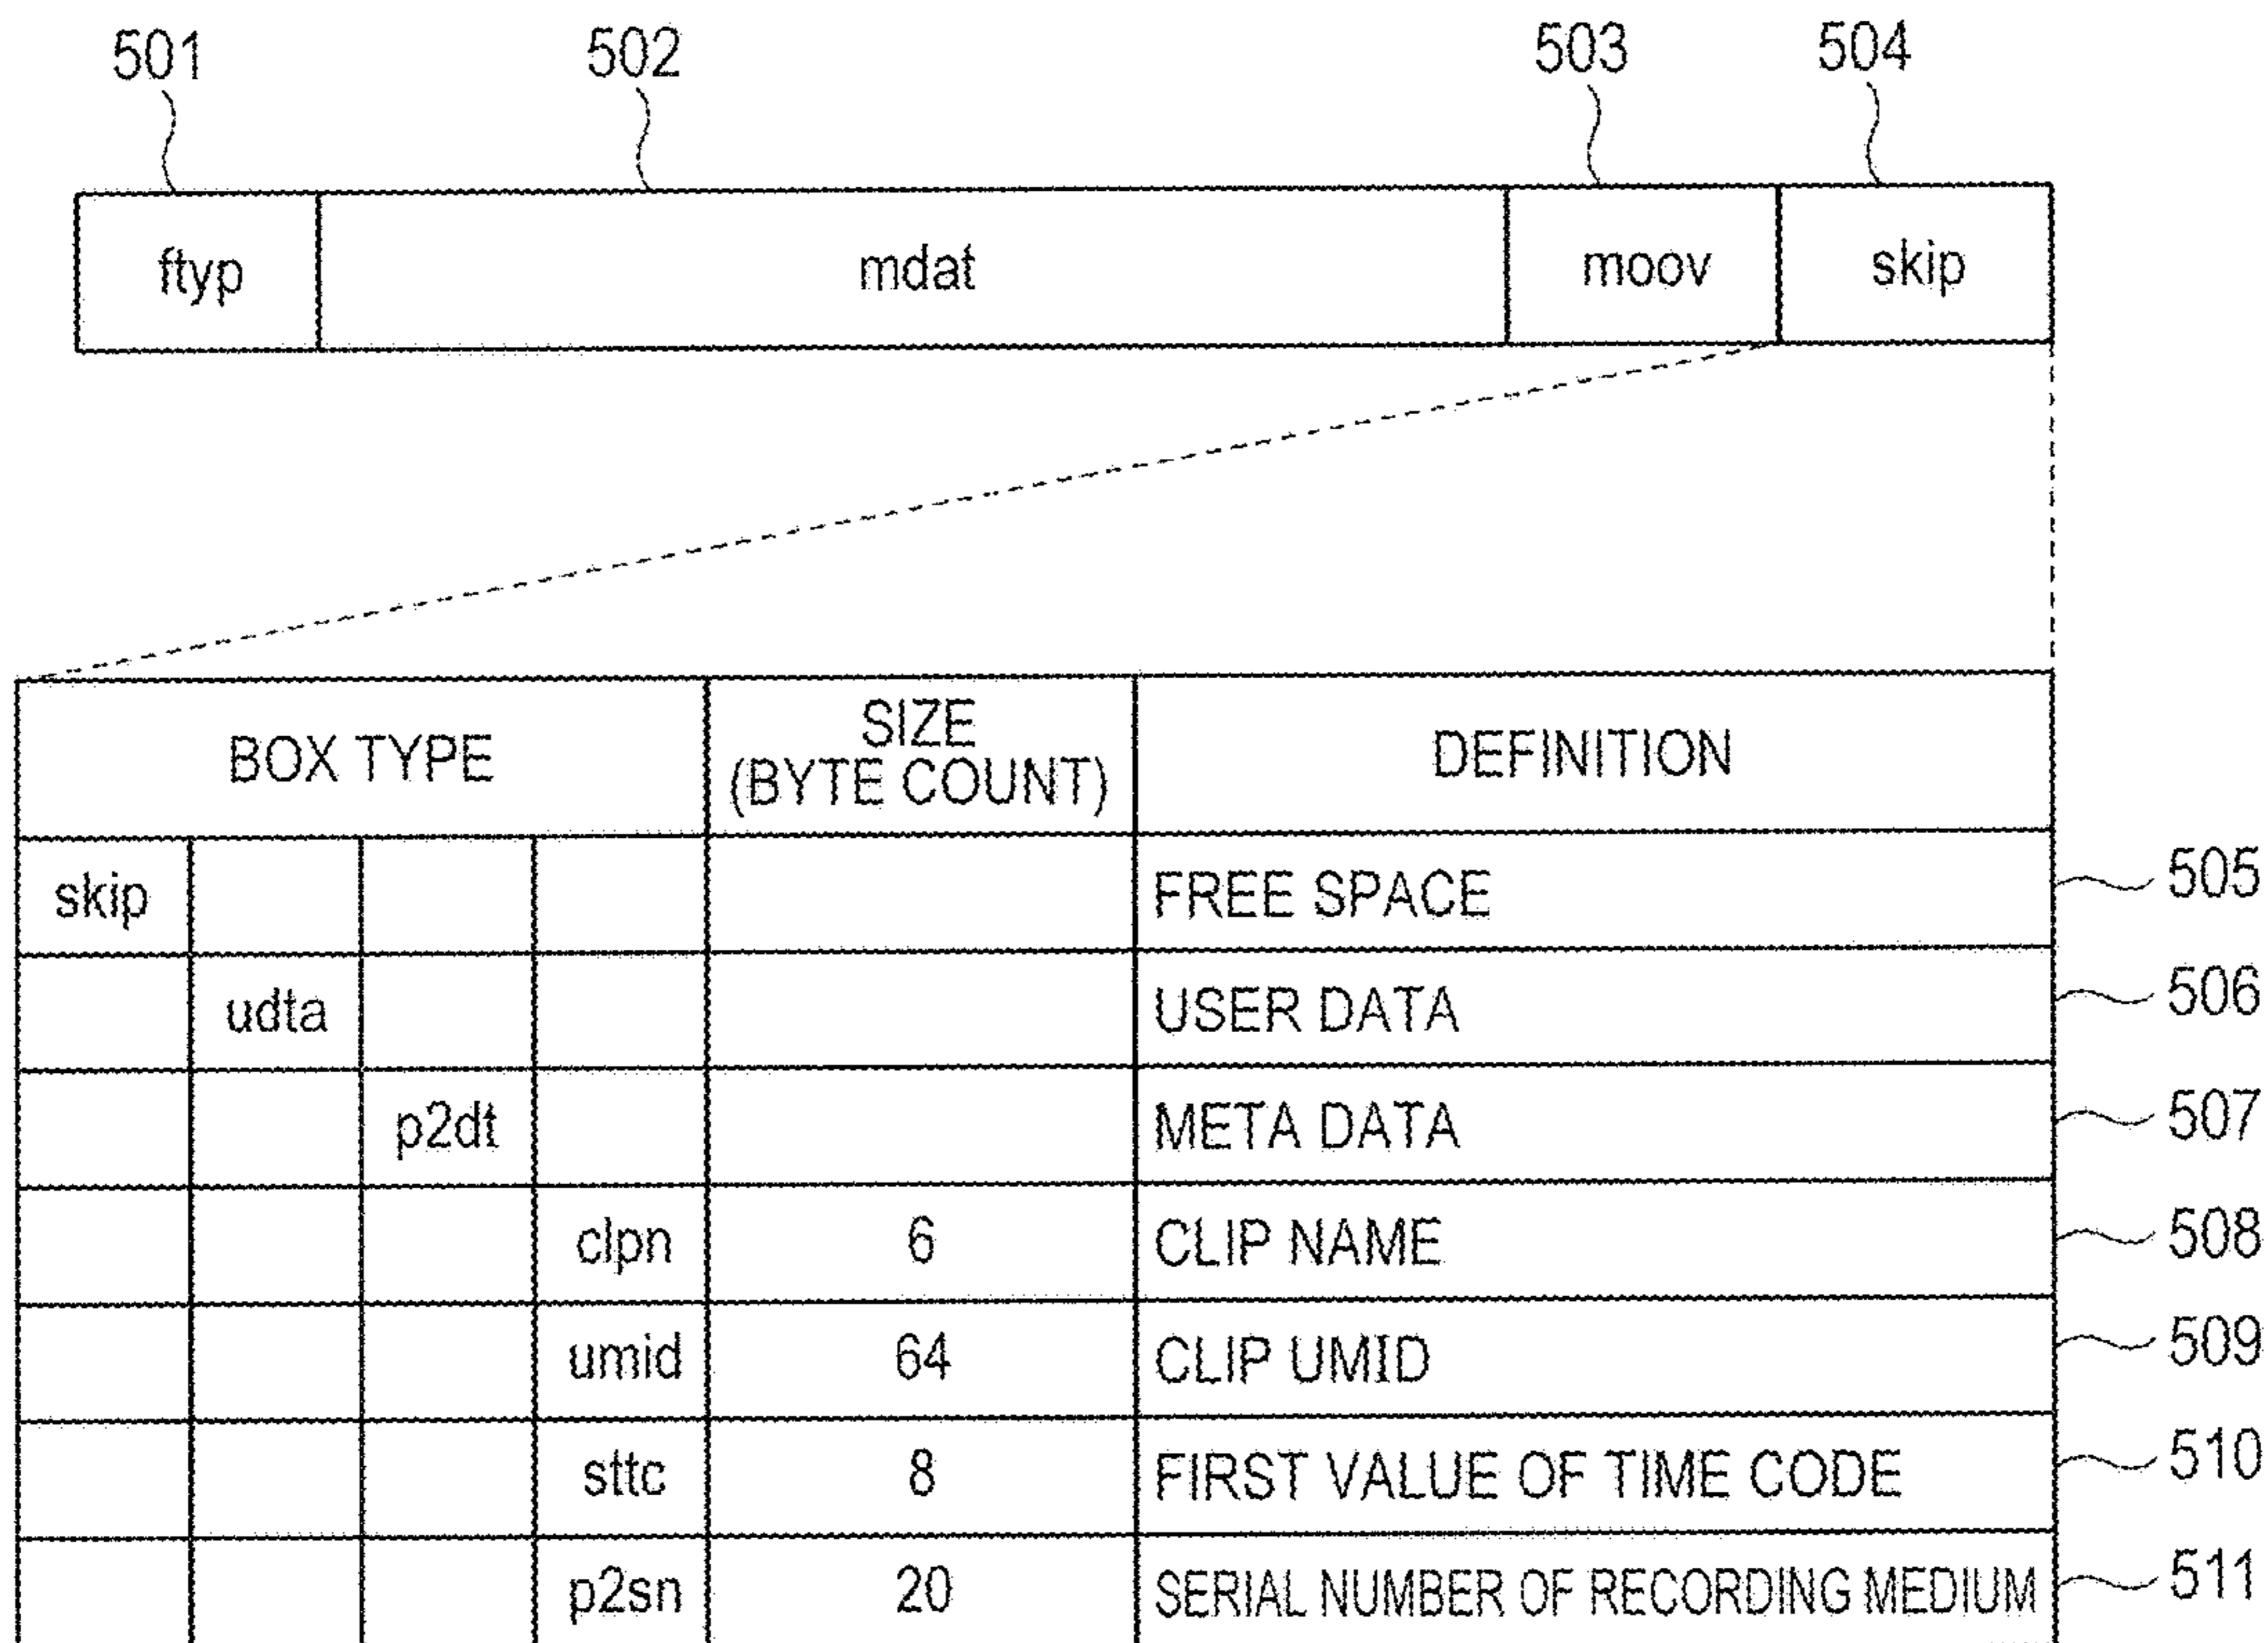 501 502 503 504
ftyp mdat moov skip
BOX TYPE SIZE (BYTE COUNT) DEFINITION
skip FREE SPACE 505
udta USER DATA 506
p2dt META DATA 507
clpn 6 CLIP NAME 508
umid 64 CLIP UMID 509
sttc 8 FIRST VALUE OF TIME CODE 510
p2sn 20 SERIAL NUMBER OF RECORDING MEDIUM 511